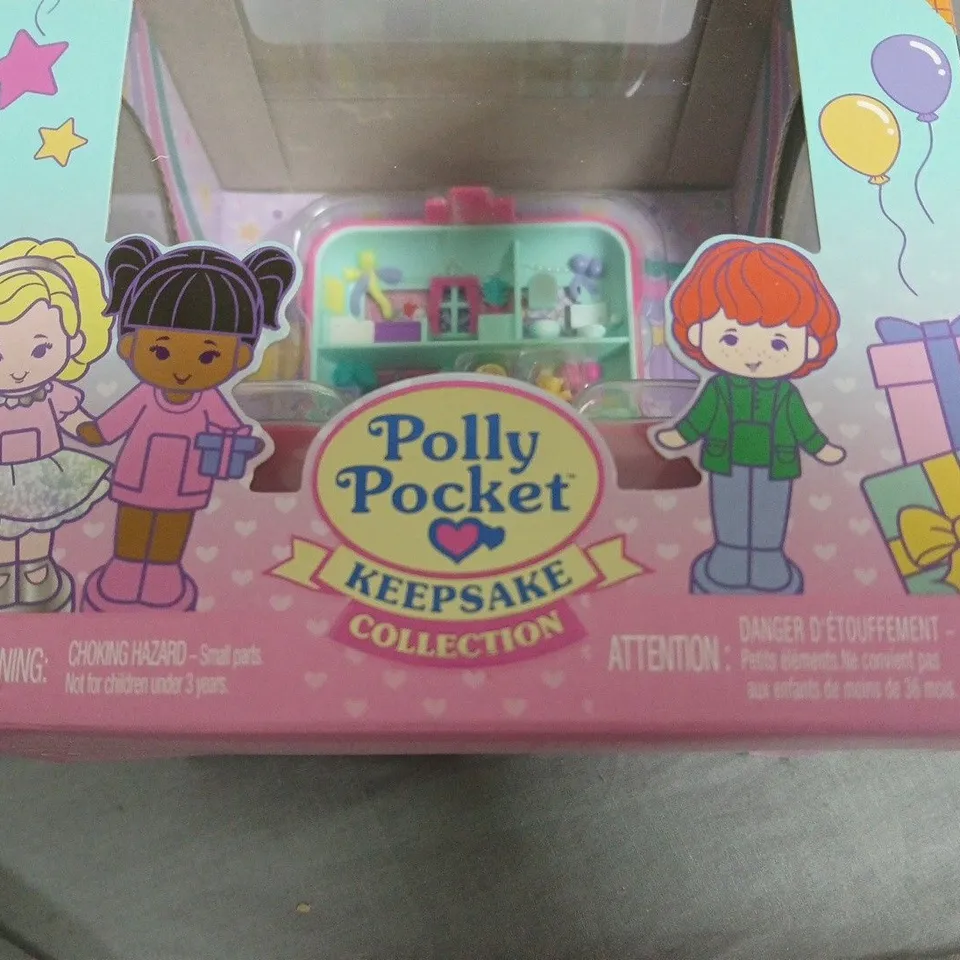 Polly
Pocket™
KEEPSAKE
COLLECTION
NING: CHOKING HAZARD – Small parts.
Not for children under 3 years.
ATTENTION : DANGER D'ÉTOUFFEMENT –
Petits éléments. Ne convient pas
aux enfants de moins de 36 mois.